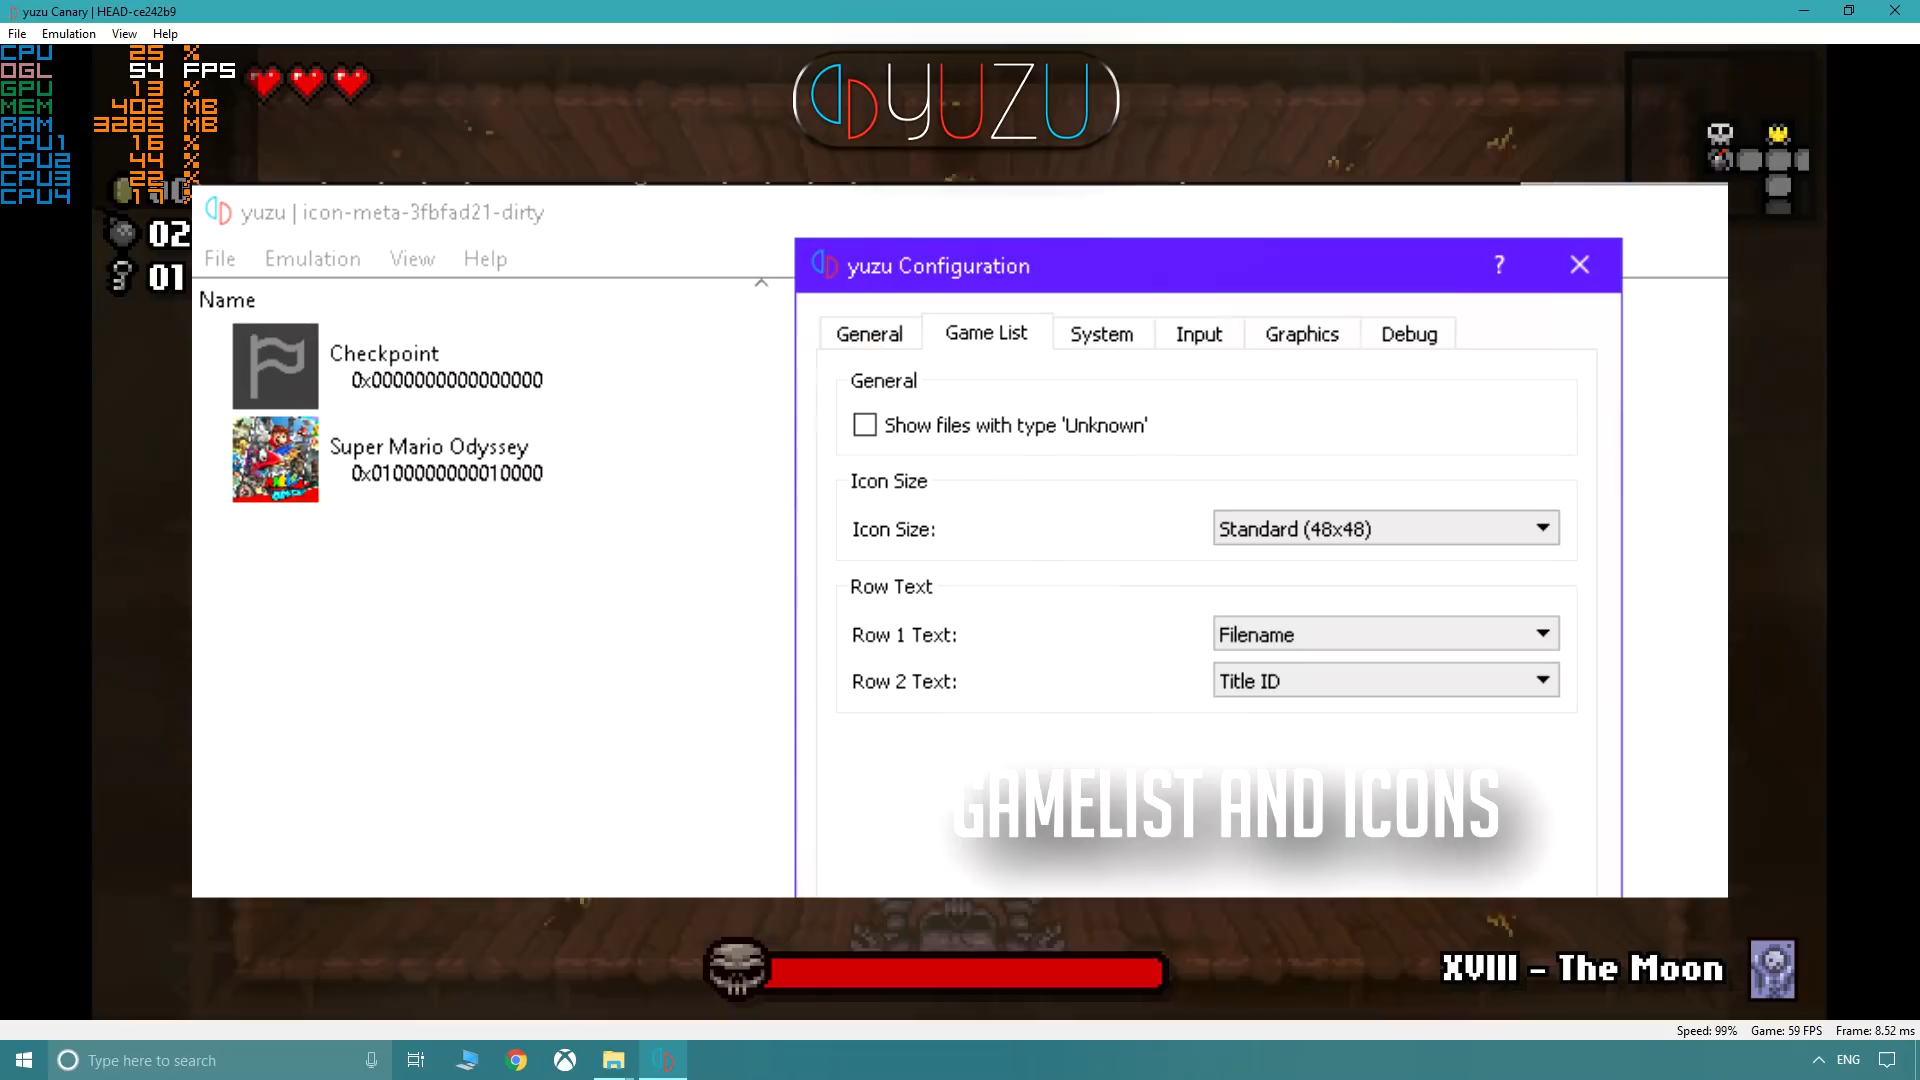 yuzu Canary | HEAD-ce242b9
File Emulation View Help
CPU 25 %
OGL 54 FPS
GPU 13 %
MEM 402 MB
RAM 3285 MB
CPU1 16 %
CPU2 44 %
CPU3 22 %
CPU4 17 %
YUZU
02
01
yuzu | icon-meta-3fbfad21-dirty
File Emulation View Help
Name
Checkpoint
0x0000000000000000
Super Mario Odyssey
0x0100000000010000
yuzu Configuration ?
General Game List System Input Graphics Debug
General
Show files with type 'Unknown'
Icon Size
Icon Size: Standard (48x48)
Row Text
Row 1 Text: Filename
Row 2 Text: Title ID
GAMELIST AND ICONS
XVIII - The Moon
Speed: 99% Game: 59 FPS Frame: 8.52 ms
Type here to search
ENG